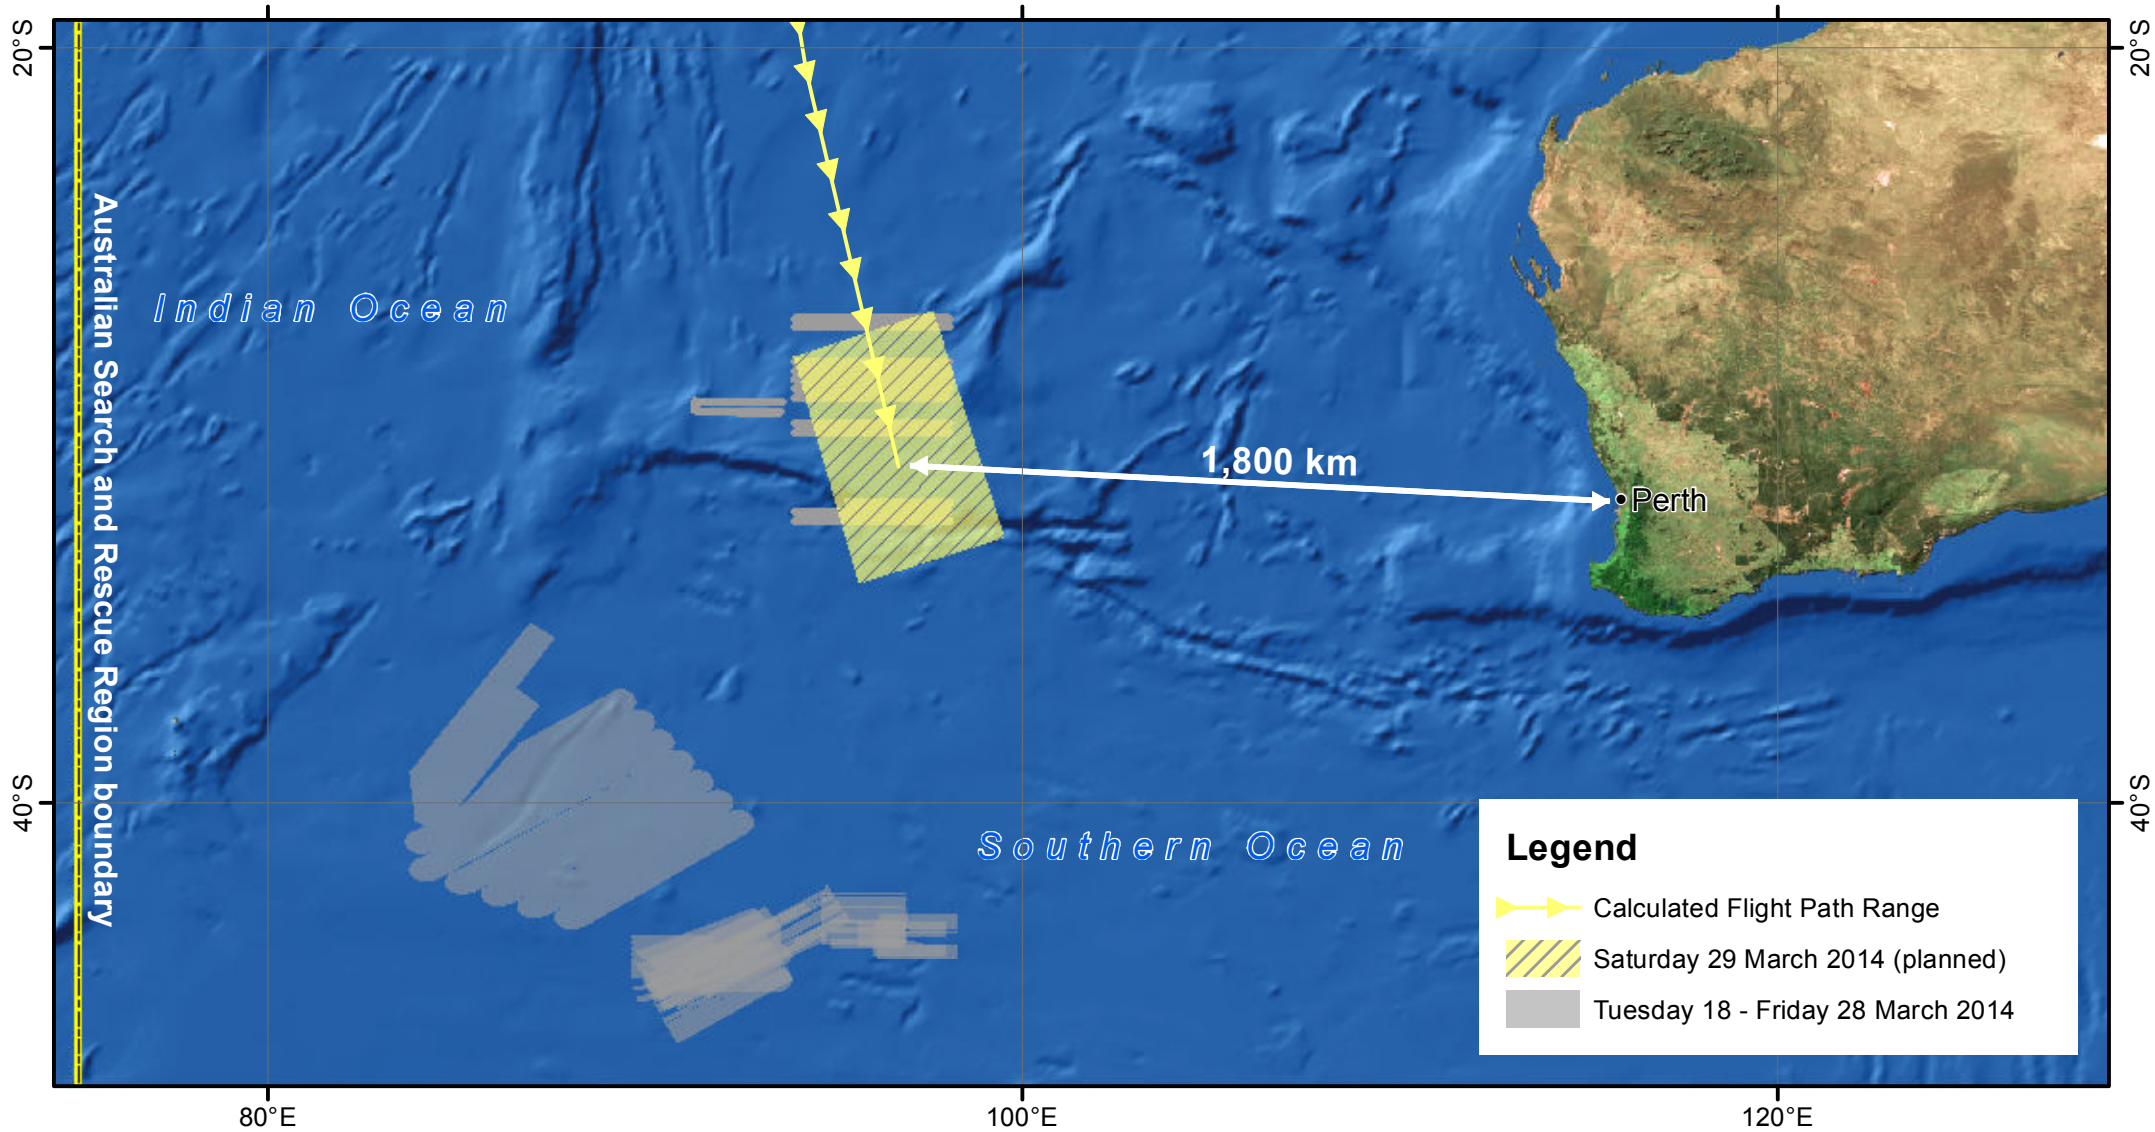 20°S
20°S
Australian Search and Rescue Region boundary
Indian Ocean
1,800 km
Perth
40°S
40°S
Southern Ocean
Legend
Calculated Flight Path Range
Saturday 29 March 2014 (planned)
Tuesday 18 - Friday 28 March 2014
80°E
100°E
120°E